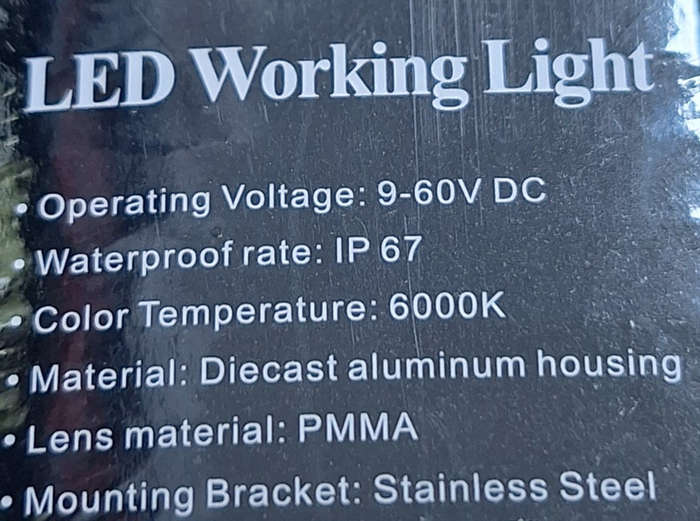 LED Working Light
• Operating Voltage: 9-60V DC
• Waterproof rate: IP 67
• Color Temperature: 6000K
• Material: Diecast aluminum housing
• Lens material: PMMA
• Mounting Bracket: Stainless Steel